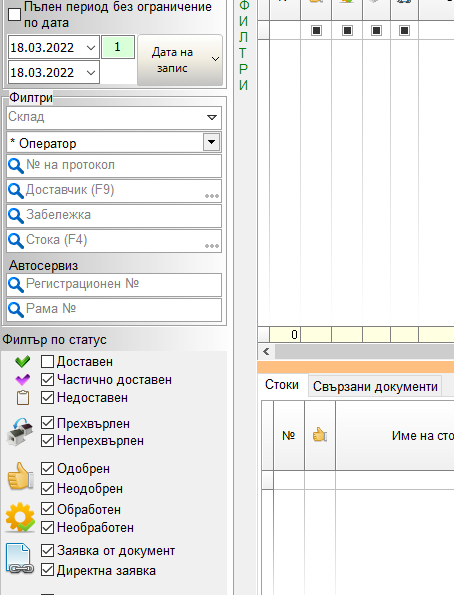 Пълен период без ограничение
по дата
18.03.2022
1
Дата на
запис
18.03.2022
Филтри
Склад
* Оператор
№ на протокол
Доставчик (F9)
Забележка
Стока (F4)
Автосервиз
Регистрационен №
Рама №
Филтър по статус
Доставен
Частично доставен
Недоставен
Прехвърлен
Непрехвърлен
Одобрен
Неодобрен
Обработен
Необработен
Заявка от документ
Директна заявка
ФИЛТРИ
0
Стоки
Свързани документи
№
Име на сто